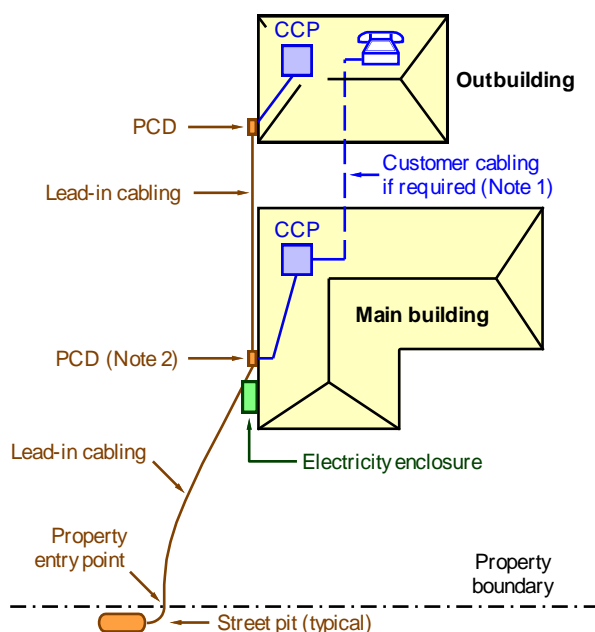 CCP
Outbuilding
PCD
Customer cabling
if required (Note 1)
Lead-in cabling
CCP
Main building
PCD (Note 2)
Lead-in cabling
Electricity enclosure
Property
entry point
Property
boundary
Street pit (typical)